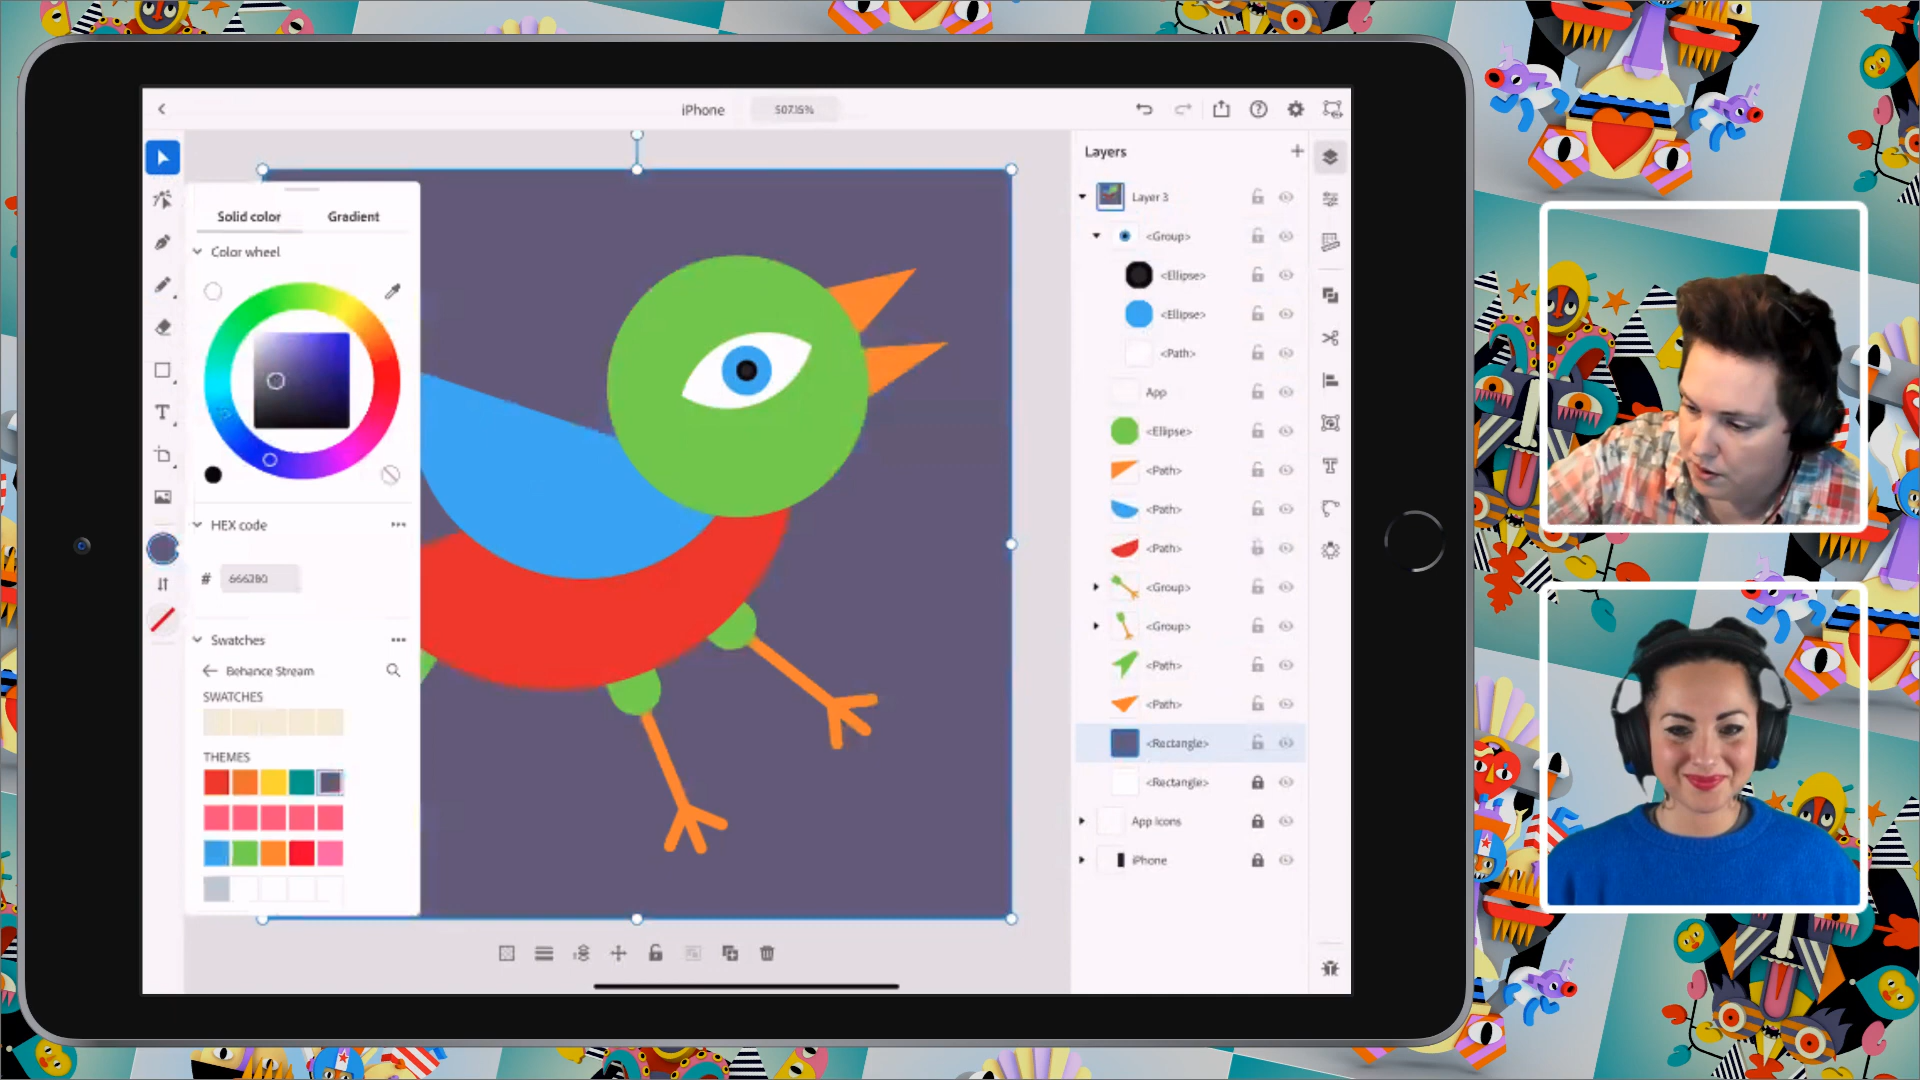 iPhone
507.15%
Solid color
Gradient
Color wheel
HEX code
#
Swatches
Behance Stream
SWATCHES
THEMES
Layers
Layer 3
<Group>
<Ellipse>
<Ellipse>
<Path>
App
<Ellipse>
<Path>
<Path>
<Path>
<Group>
<Group>
<Path>
<Path>
<Rectangle>
<Rectangle>
App Icons
iPhone